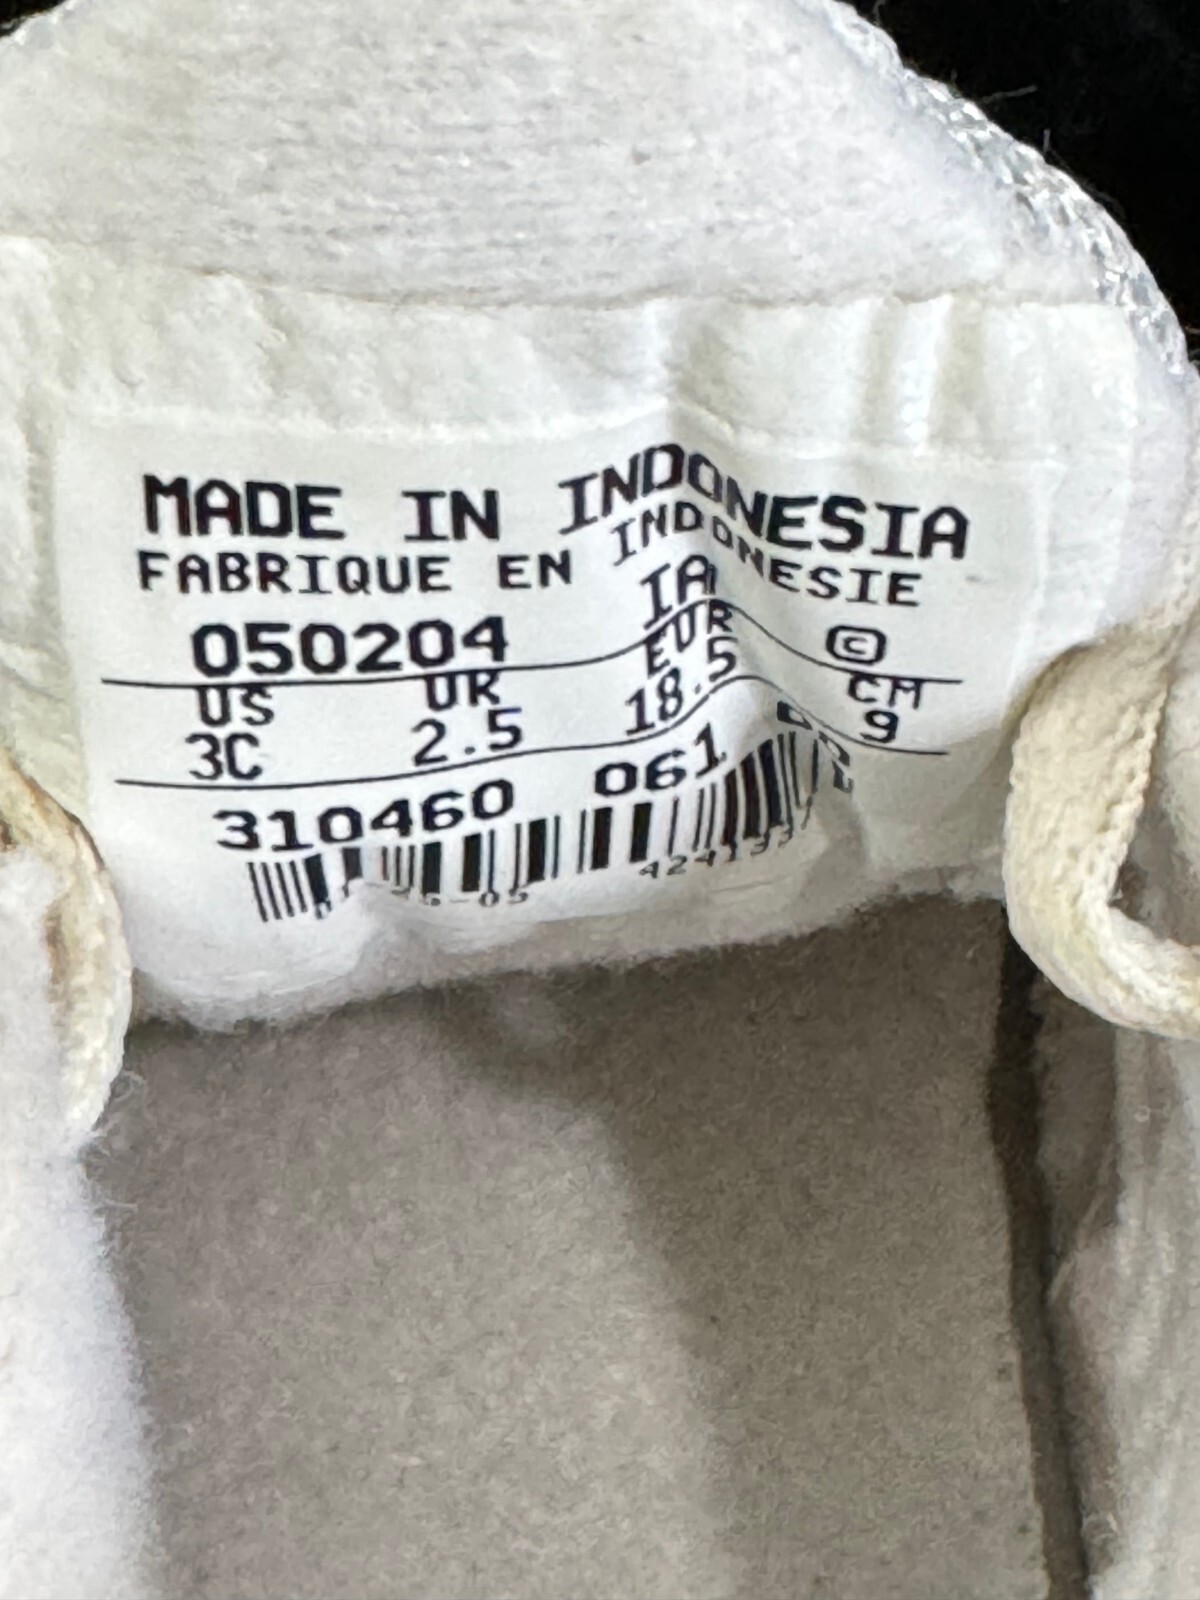 MADE IN INDONESIA
FABRIQUE EN INDONESIE
050204 IA ©
US UK EUR CM
3C 2.5 18.5 9
310460 061